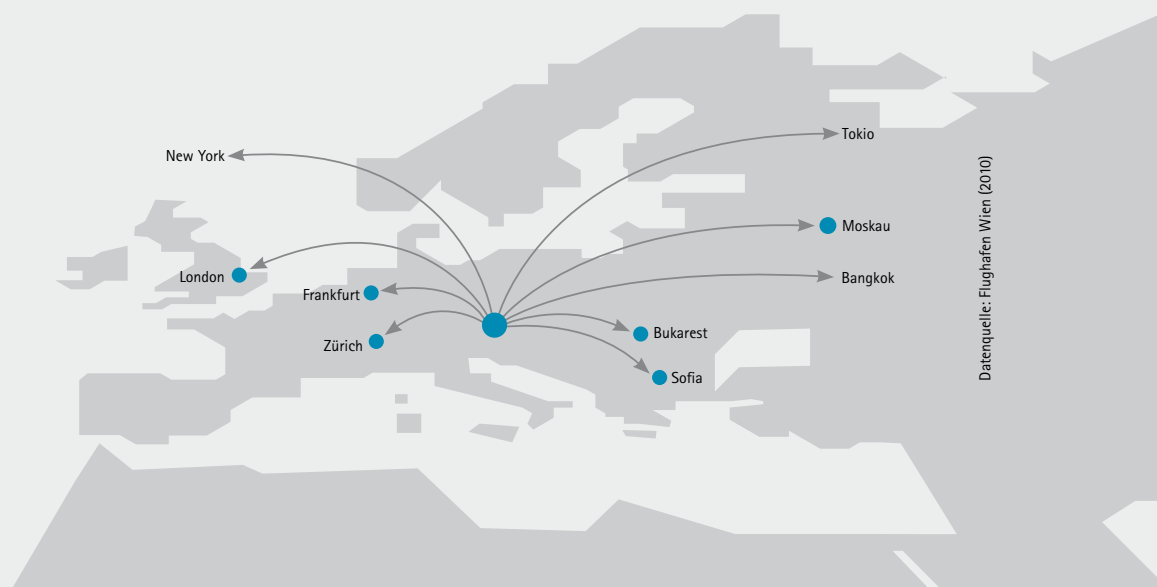 Tokio
New York
Moskau
London
Bangkok
Frankfurt
Bukarest
Zürich
Sofia
Datenquelle: Flughafen Wien (2010)